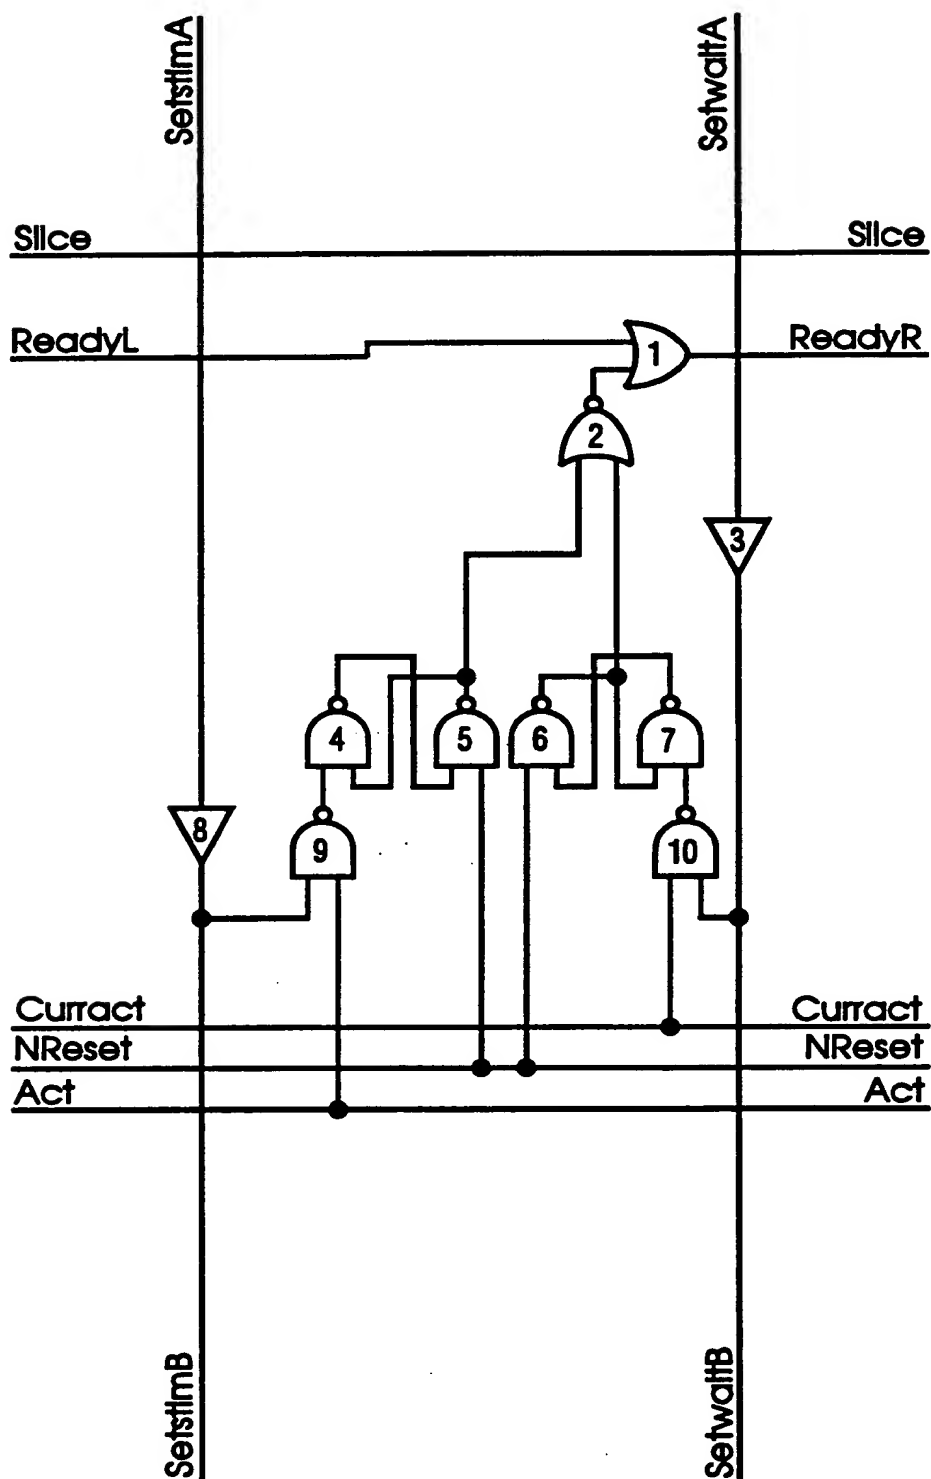 SetstimA
SetwaitA
Slice
Slice
ReadyL
ReadyR
1
2
3
4
5
6
7
8
9
10
Curract
Curract
NReset
NReset
Act
Act
SetstimB
SetwaitB